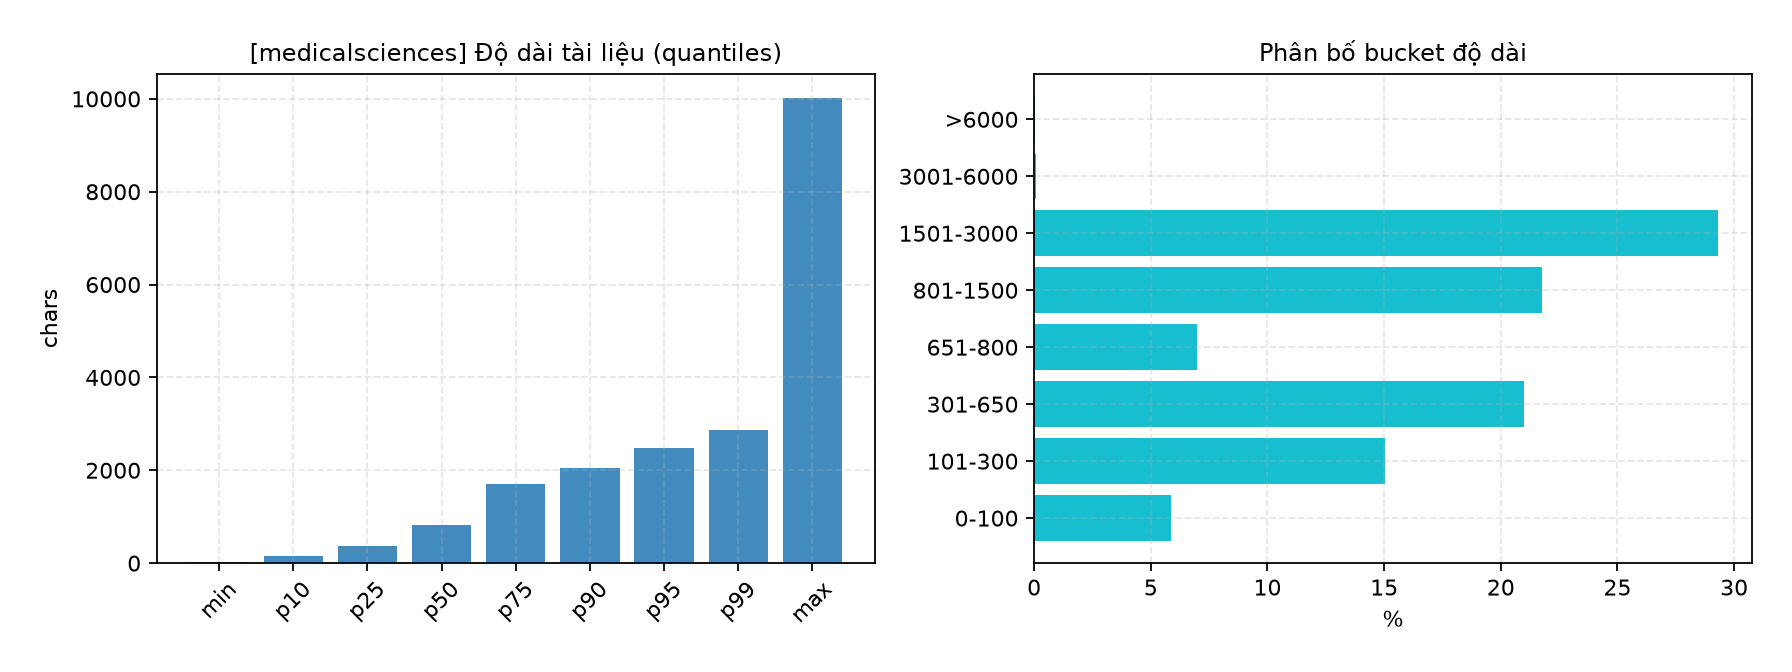 [medicalsciences] Độ dài tài liệu (quantiles)
10000
8000
6000
4000
2000
0
chars
min
p10
p25
p50
p75
p90
p95
p99
max
Phân bố bucket độ dài
>6000
3001-6000
1501-3000
801-1500
651-800
301-650
101-300
0-100
0
5
10
15
20
25
30
%